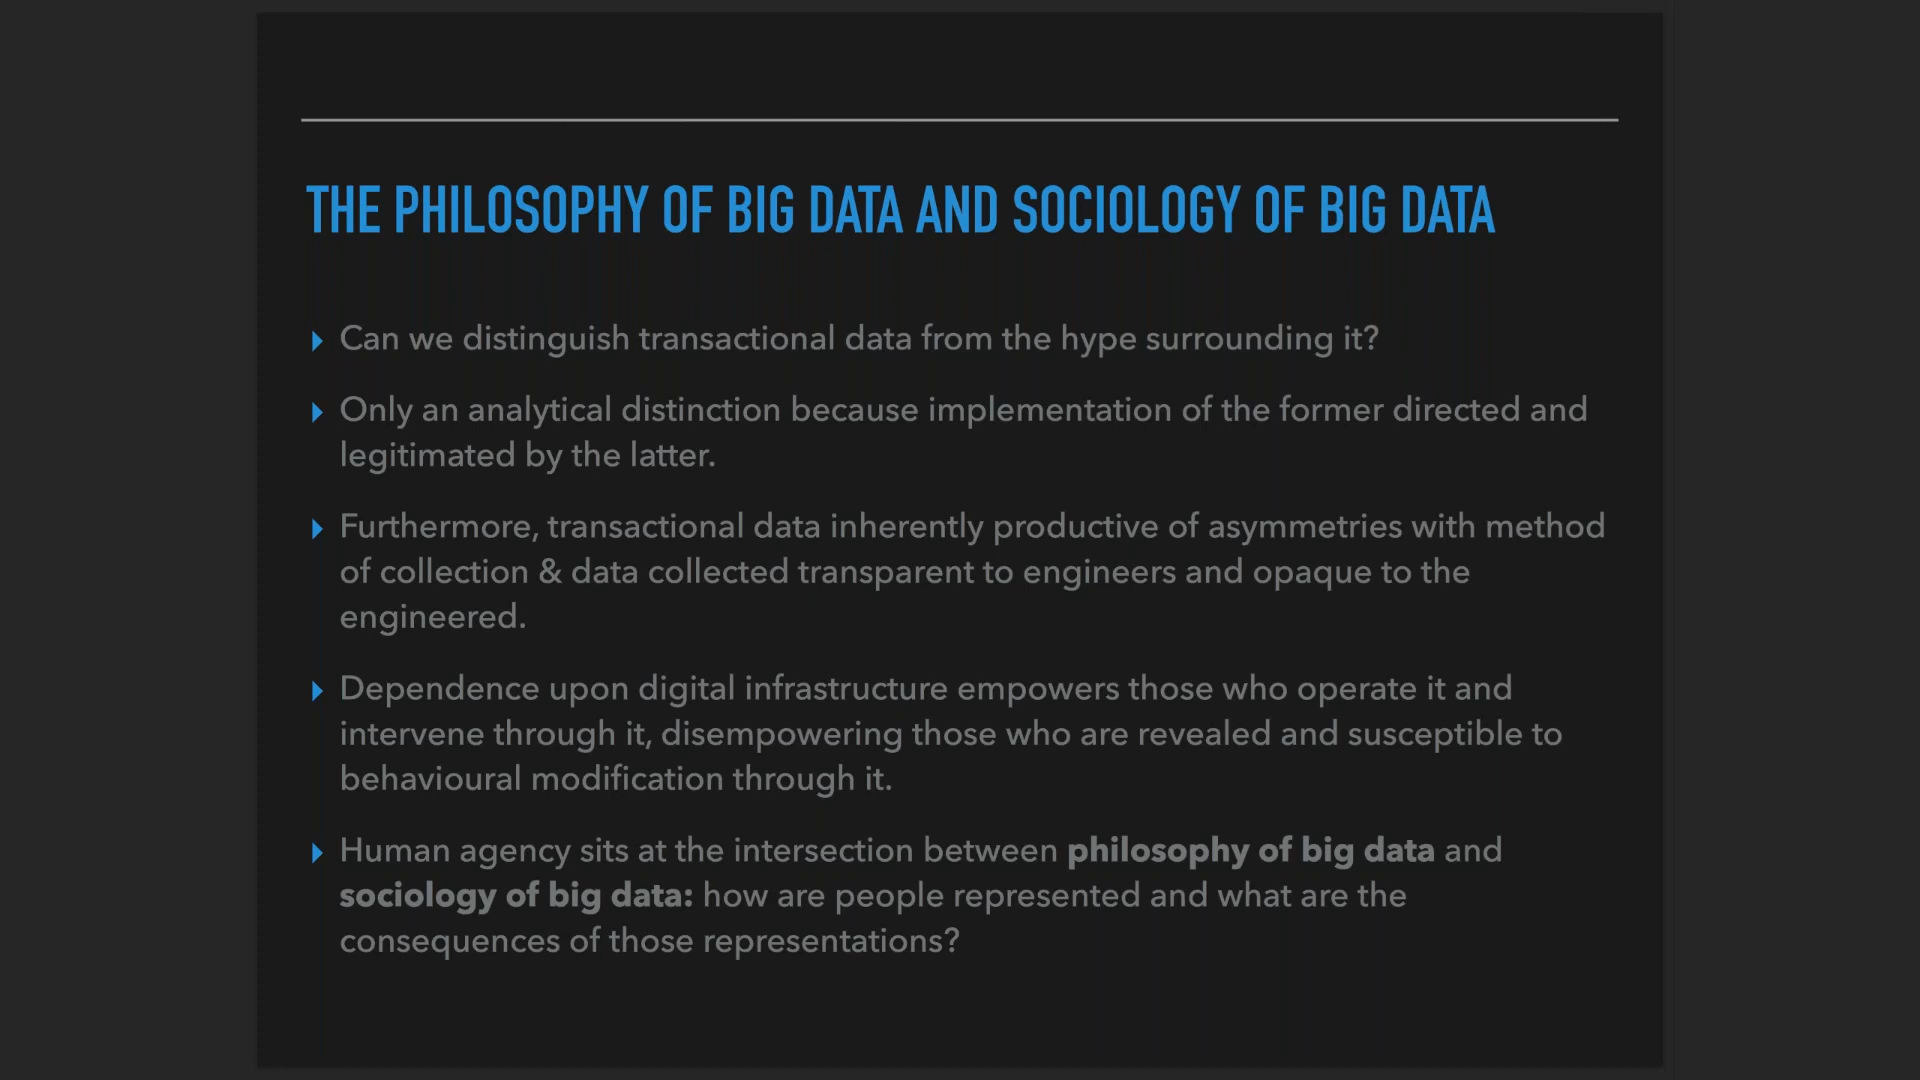 THE PHILOSOPHY OF BIG DATA AND SOCIOLOGY OF BIG DATA
Can we distinguish transactional data from the hype surrounding it?
Only an analytical distinction because implementation of the former directed and
legitimated by the latter.
Furthermore, transactional data inherently productive of asymmetries with method
of collection & data collected transparent to engineers and opaque to the
engineered.
Dependence upon digital infrastructure empowers those who operate it and
intervene through it, disempowering those who are revealed and susceptible to
behavioural modification through it.
Human agency sits at the intersection between philosophy of big data and
sociology of big data: how are people represented and what are the
consequences of those representations?